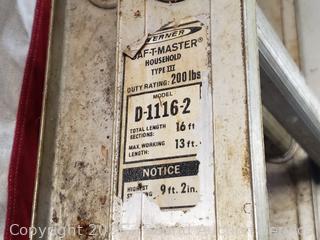 WERNER
AF-T-MASTER®
HOUSEHOLD
TYPE III
DUTY RATING: 200 lbs
MODEL
D-1116-2
TOTAL LENGTH SECTIONS: 16 ft
MAX. WORKING LENGTH: 13 ft.
NOTICE
HIGHEST 9 ft. 2 in.
Copyright 20